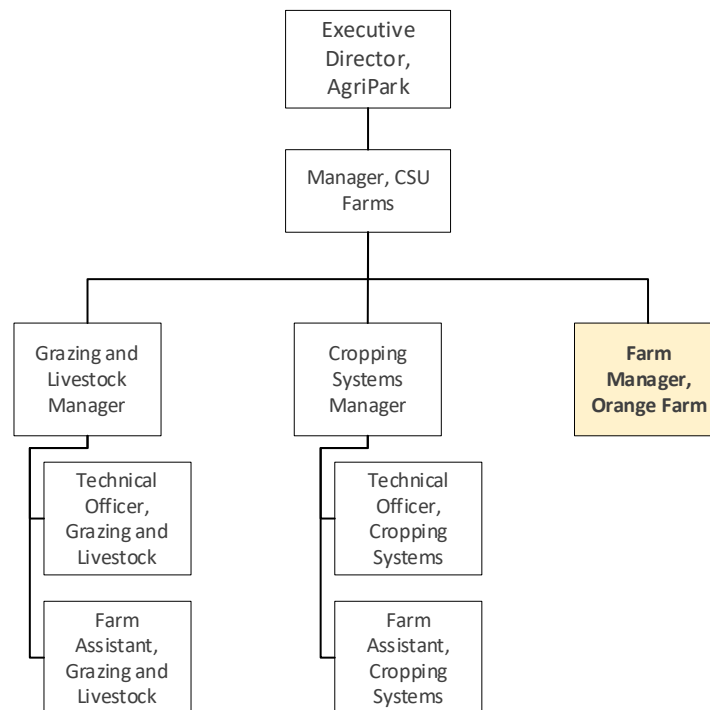 Executive
Director,
AgriPark
Manager, CSU
Farms
Grazing and
Livestock
Manager
Cropping
Systems
Manager
Farm
Manager,
Orange Farm
Technical
Officer,
Grazing and
Livestock
Technical
Officer,
Cropping
Systems
Farm
Assistant,
Grazing and
Livestock
Farm
Assistant,
Cropping
Systems